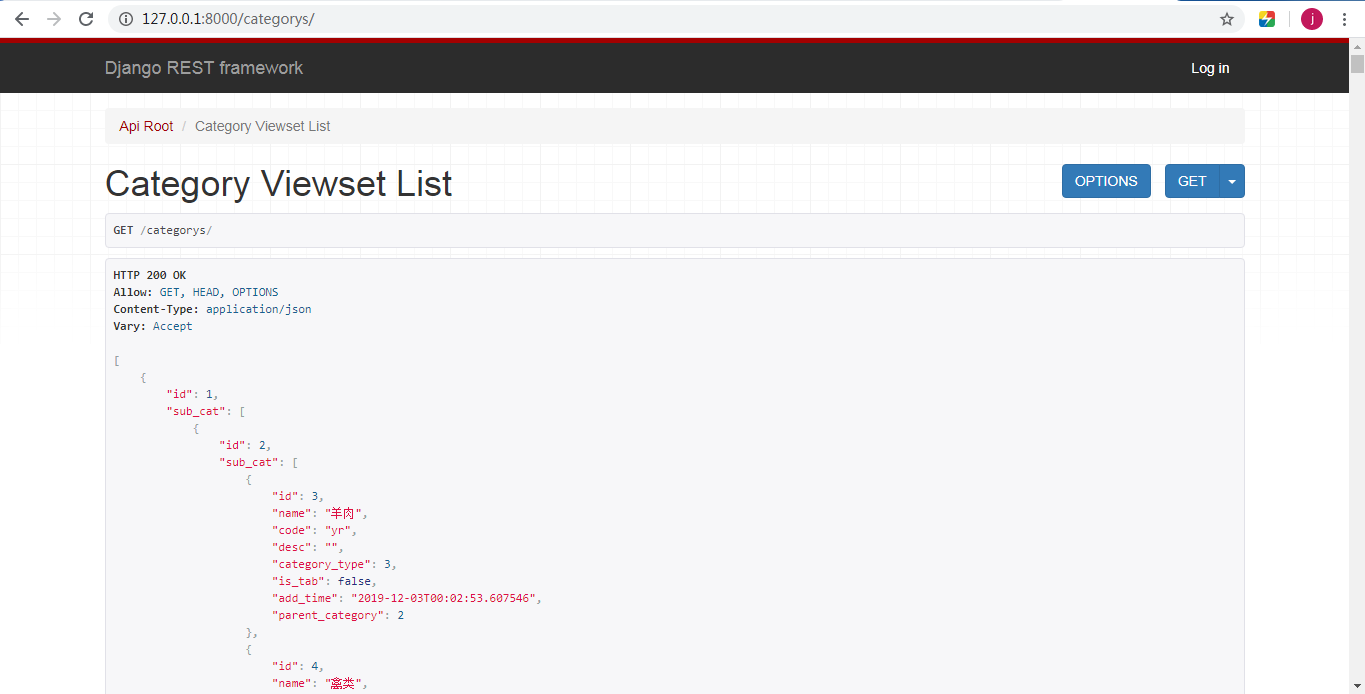 127.0.0.1:8000/categorys/
j
Django REST framework
Log in
Api Root / Category Viewset List
Category Viewset List
OPTIONS
GET
GET /categorys/
HTTP 200 OK
Allow: GET, HEAD, OPTIONS
Content-Type: application/json
Vary: Accept
[
{
"id": 1,
"sub_cat": [
{
"id": 2,
"sub_cat": [
{
"id": 3,
"name": "羊肉",
"code": "yr",
"desc": "",
"category_type": 3,
"is_tab": false,
"add_time": "2019-12-03T00:02:53.607546",
"parent_category": 2
},
{
"id": 4,
"name": "禽类",